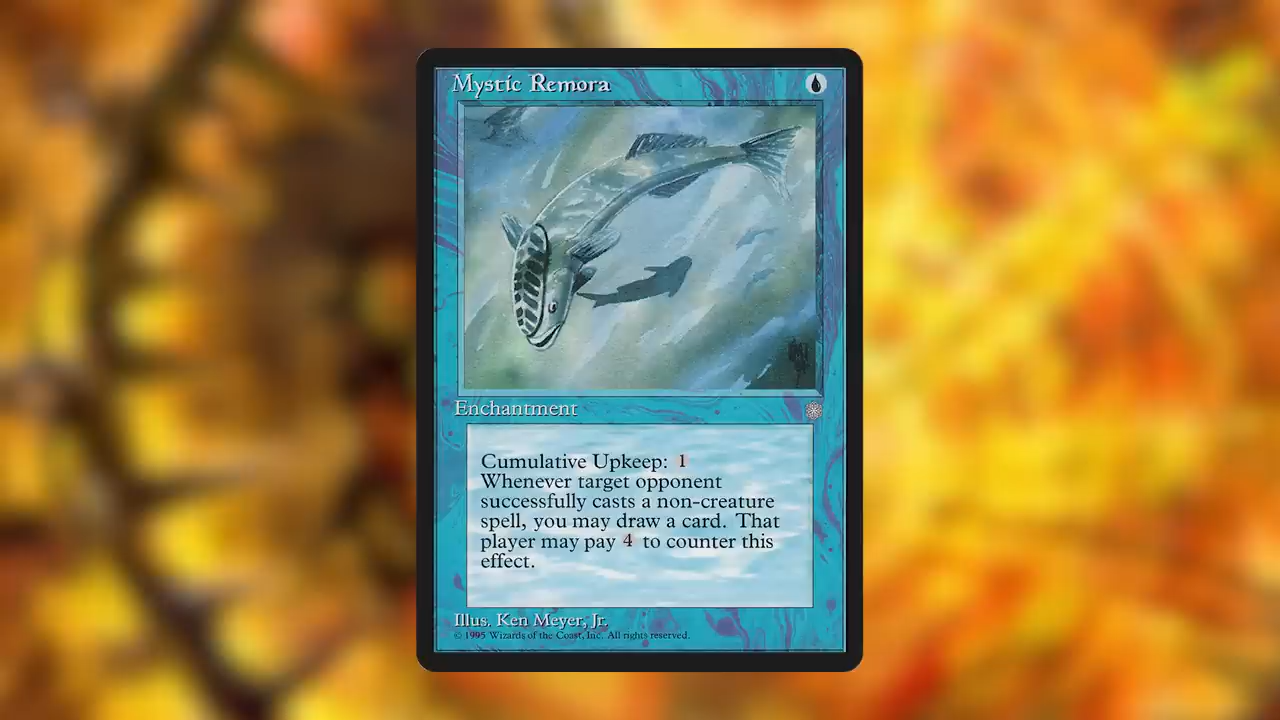 Mystic Remora
Enchantment
Cumulative Upkeep: 1
Whenever target opponent
successfully casts a non-creature
spell, you may draw a card. That
player may pay 4 to counter this
effect.
Illus. Ken Meyer, Jr.
© 1995 Wizards of the Coast, Inc. All rights reserved.